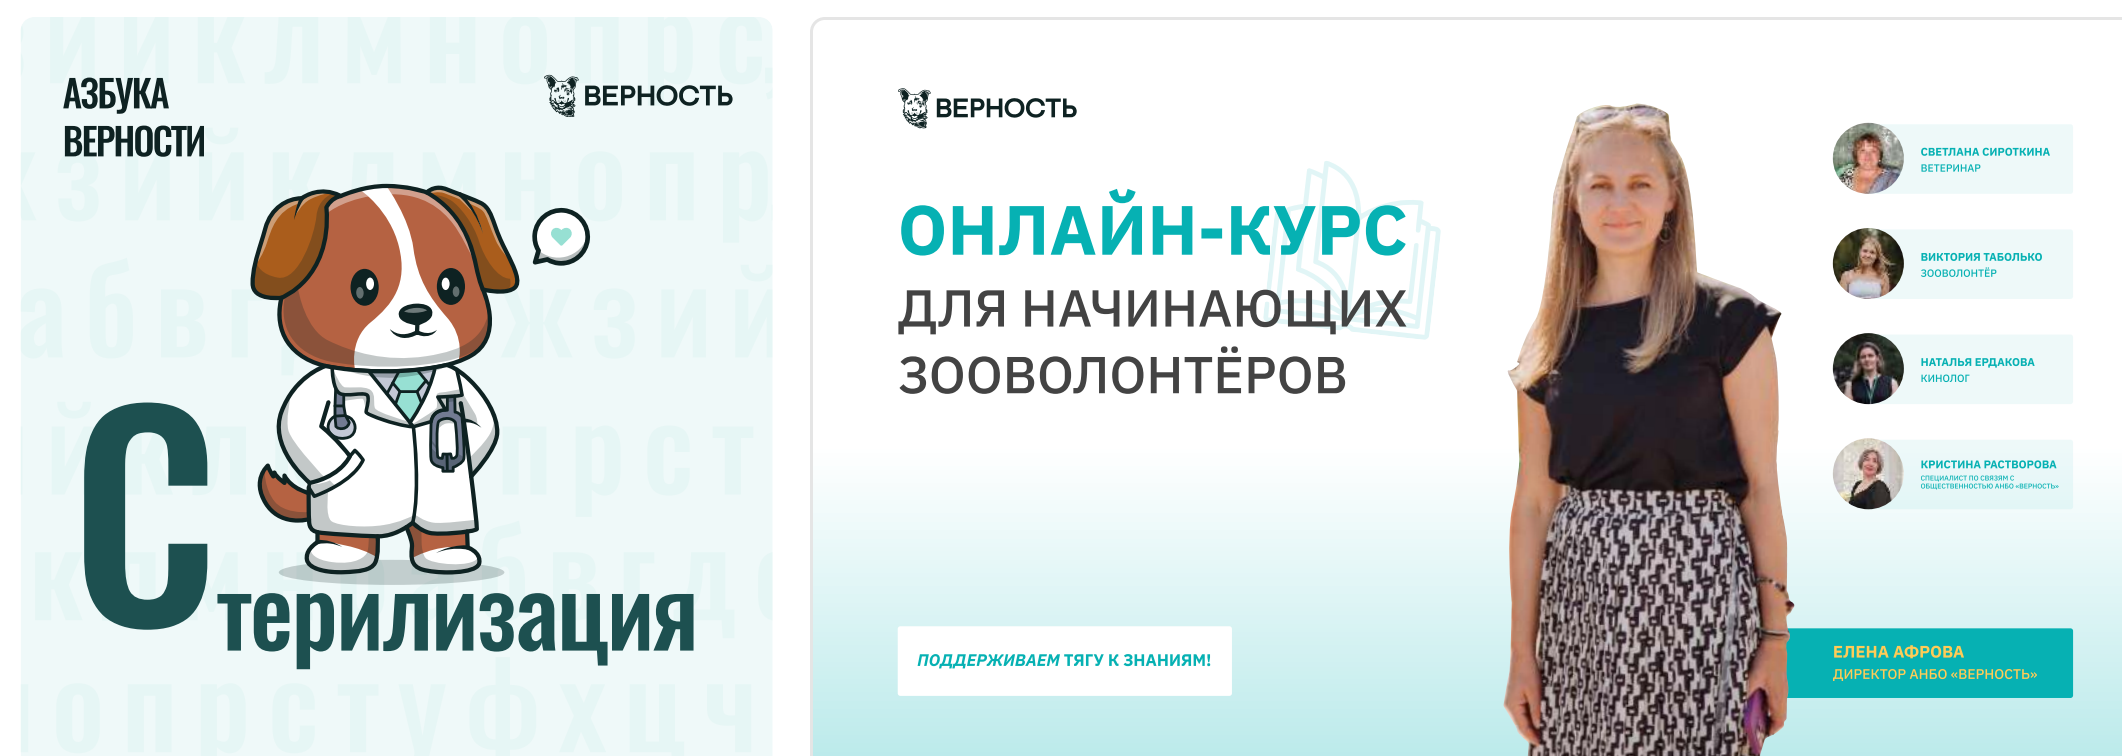 АЗБУКА
ВЕРНОСТИ
ВЕРНОСТЬ
Стерилизация
ВЕРНОСТЬ
ОНЛАЙН-КУРС
ДЛЯ НАЧИНАЮЩИХ
ЗООВОЛОНТЁРОВ
ПОДДЕРЖИВАЕМ ТЯГУ К ЗНАНИЯМ!
СВЕТЛАНА СИРОТКИНА
ВЕТЕРИНАР
ВИКТОРИЯ ТАБОЛЬКО
ЗООВОЛОНТЁР
НАТАЛЬЯ ЕРДАКОВА
КИНОЛОГ
КРИСТИНА РАСТВОРОВА
СПЕЦИАЛИСТ ПО СВЯЗЯМ С
ОБЩЕСТВЕННОСТЬЮ АНБО «ВЕРНОСТЬ»
ЕЛЕНА АФРОВА
ДИРЕКТОР АНБО «ВЕРНОСТЬ»